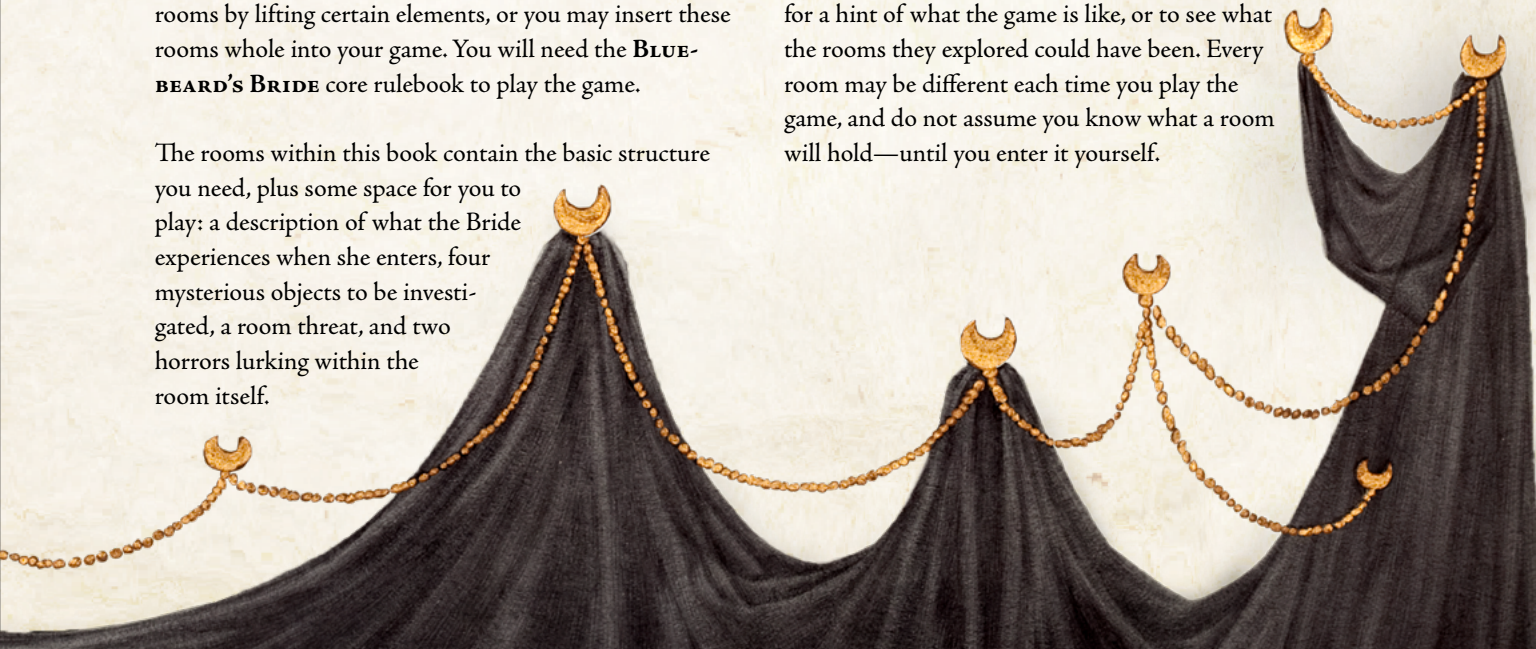 rooms by lifting certain elements, or you may insert these
rooms whole into your game. You will need the BLUE-
BEARD'S BRIDE core rulebook to play the game.
The rooms within this book contain the basic structure
you need, plus some space for you to
play: a description of what the Bride
experiences when she enters, four
mysterious objects to be investi-
gated, a room threat, and two
horrors lurking within the
room itself.
for a hint of what the game is like, or to see what
the rooms they explored could have been. Every
room may be different each time you play the
game, and do not assume you know what a room
will hold—until you enter it yourself.